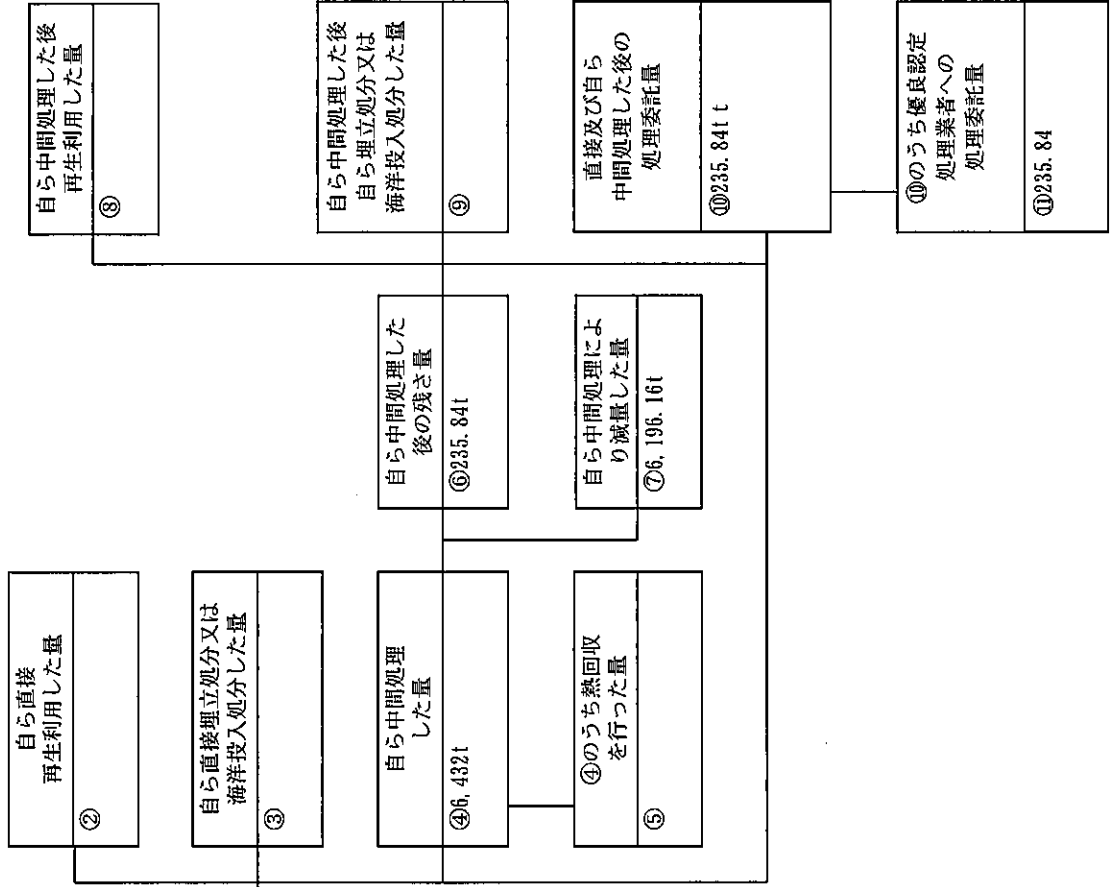 自ら直接
再生利用した量
②
自ら直接埋立処分又は
海洋投入処分した量
③
自ら中間処理
した量
④6,432t
④のうち熱回収
を行った量
⑤
自ら中間処理した
後の残さ量
⑥235.84t
自ら中間処理によ
り減量した量
⑦6,196.16t
自ら中間処理した後
再生利用した量
⑧
自ら中間処理した後
自ら埋立処分又は
海洋投入処分した量
⑨
直接及び自ら
中間処理した後の
処理委託量
⑩235.84t t
⑩のうち優良認定
処理業者への
処理委託量
⑪235.84